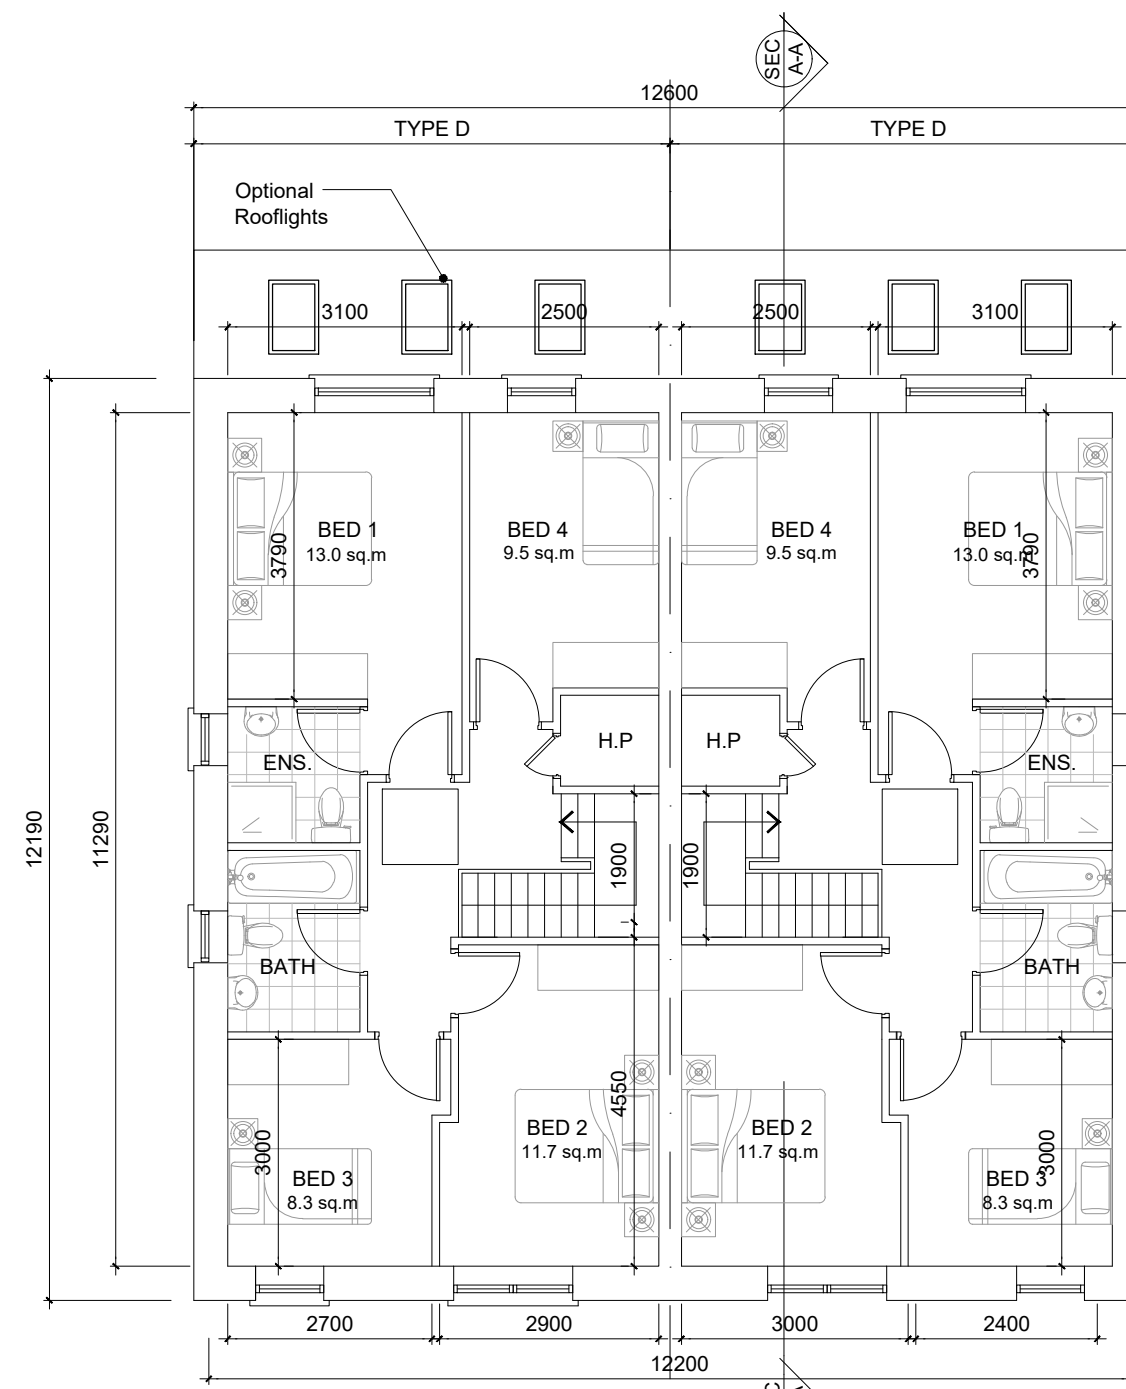 SEC
A-A
12600
TYPE D
TYPE D
Optional
Rooflights
3100
2500
2500
3100
BED 1
13.0 sq.m
3790
BED 4
9.5 sq.m
BED 4
9.5 sq.m
BED 1
13.0 sq.m
3790
H.P
H.P
ENS.
ENS.
12190
11290
1900
1900
BATH
BATH
4550
BED 2
11.7 sq.m
BED 2
11.7 sq.m
3000
BED 3
8.3 sq.m
3000
BED 3
8.3 sq.m
2700
2900
3000
2400
12200